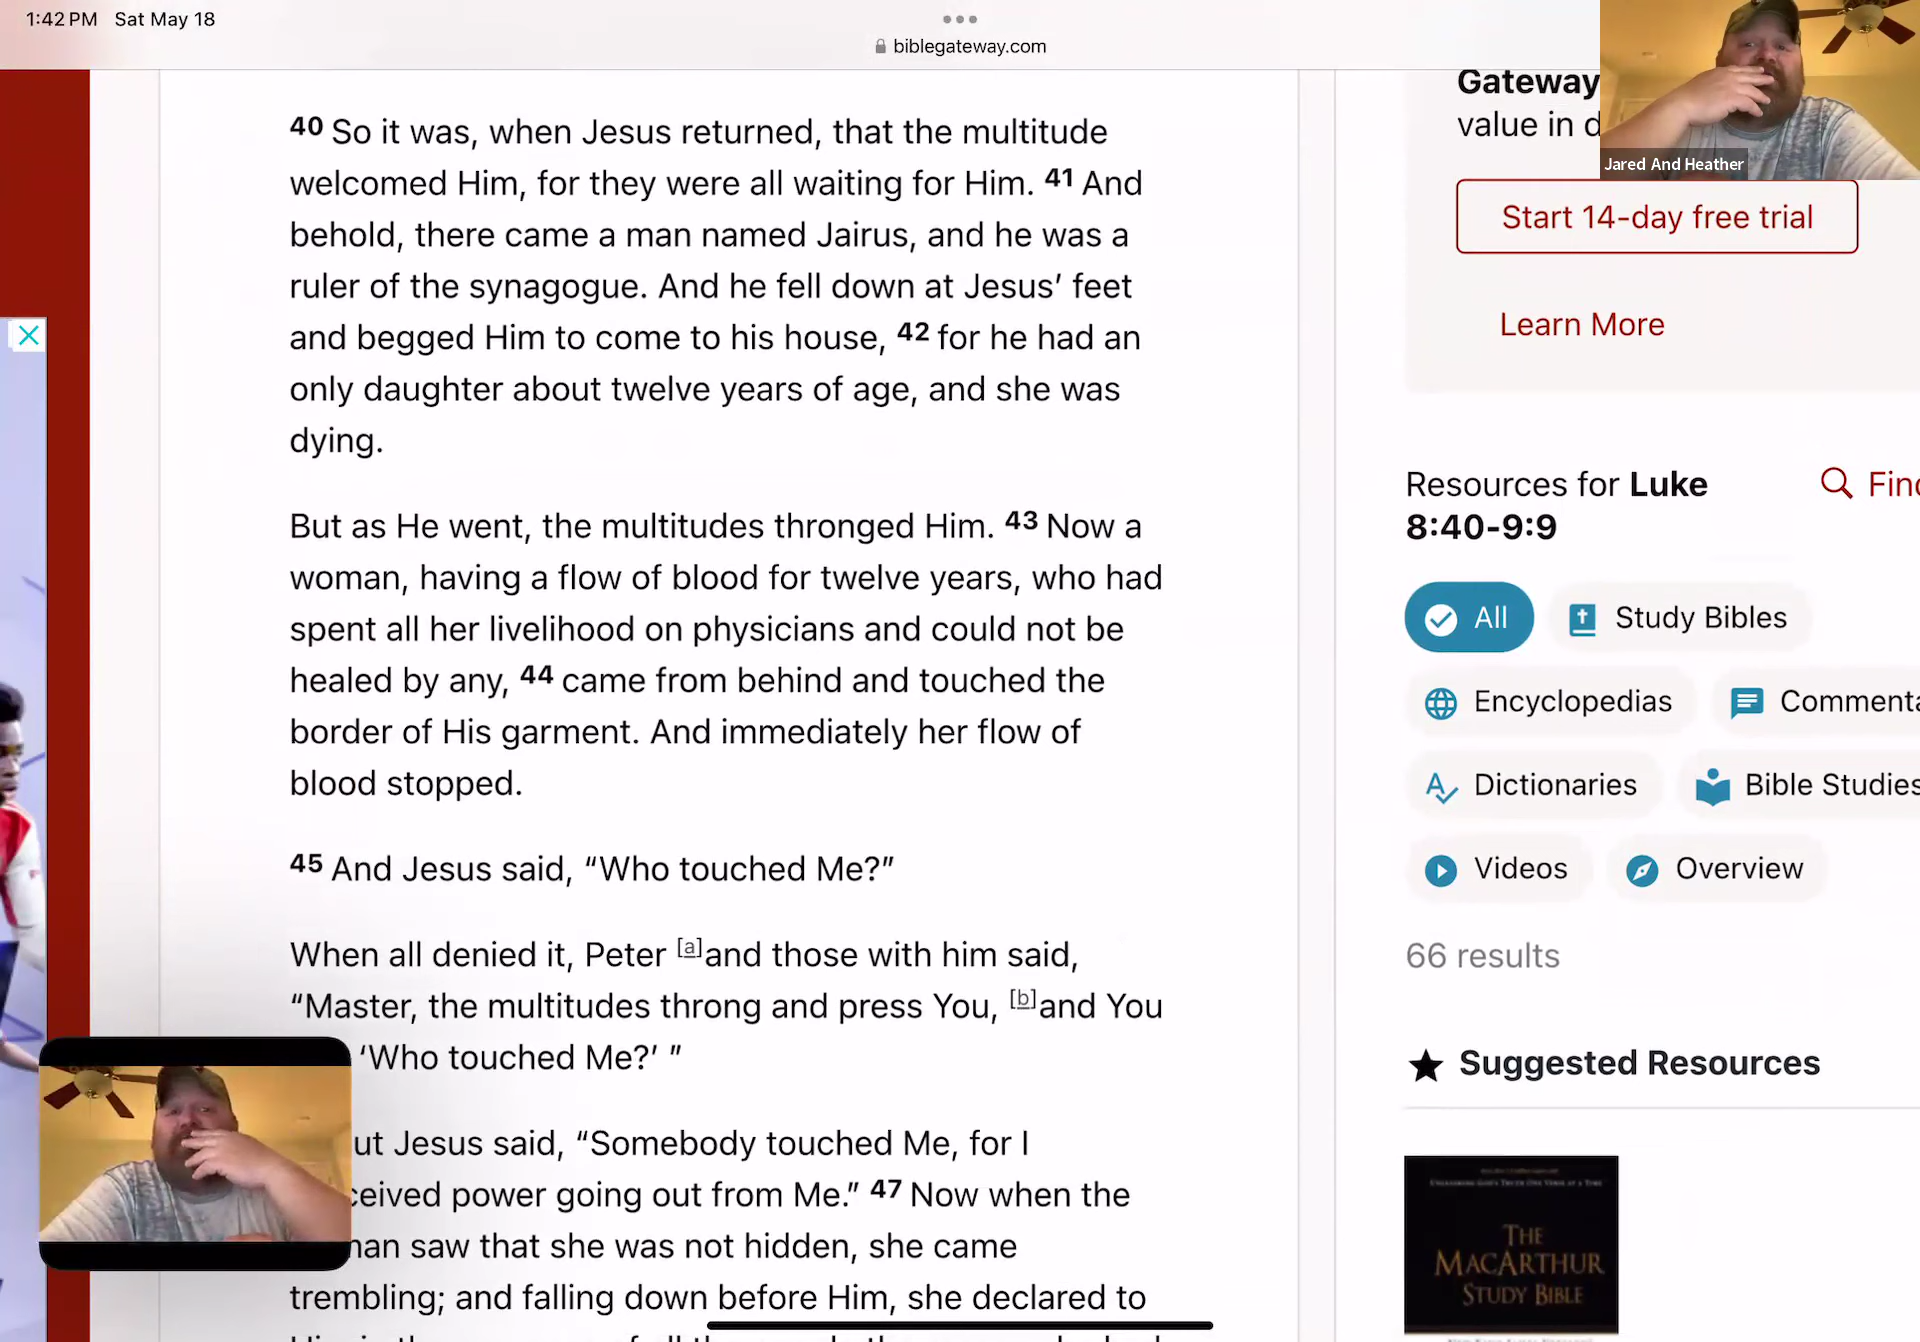 1:42 PM Sat May 18
biblegateway.com
40 So it was, when Jesus returned, that the multitude
welcomed Him, for they were all waiting for Him. 41 And
behold, there came a man named Jairus, and he was a
ruler of the synagogue. And he fell down at Jesus’ feet
and begged Him to come to his house, 42 for he had an
only daughter about twelve years of age, and she was
dying.
But as He went, the multitudes thronged Him. 43 Now a
woman, having a flow of blood for twelve years, who had
spent all her livelihood on physicians and could not be
healed by any, 44 came from behind and touched the
border of His garment. And immediately her flow of
blood stopped.
45 And Jesus said, “Who touched Me?”
When all denied it, Peter [a]and those with him said,
“Master, the multitudes throng and press You, [b]and You
‘Who touched Me?’ ”
ut Jesus said, “Somebody touched Me, for I
ceived power going out from Me.” 47 Now when the
man saw that she was not hidden, she came
trembling; and falling down before Him, she declared to
Gateway
value in d
Jared And Heather
Start 14-day free trial
Learn More
Resources for Luke
8:40-9:9
Find
All
Study Bibles
Encyclopedias
Commenta
Dictionaries
Bible Studies
Videos
Overview
66 results
Suggested Resources
THE
MACARTHUR
STUDY BIBLE